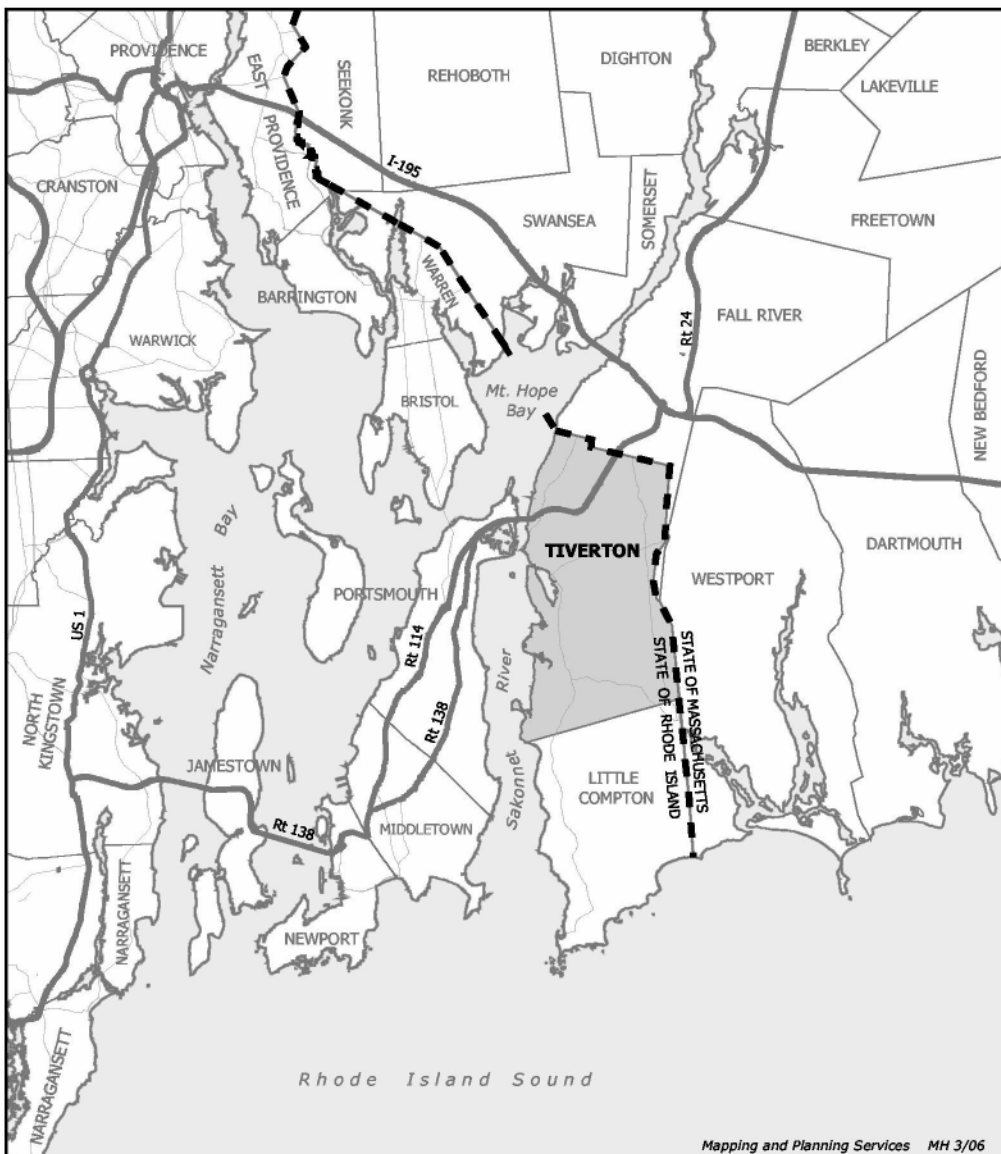 PROVIDENCE
EAST
PROVIDENCE
SEEKONK
REHOBOTH
DIGHTON
BERKLEY
LAKEVILLE
I-195
CRANSTON
SWANSEA
SOMERSET
FREETOWN
WARREN
BARRINGTON
WARWICK
Rt 24
FALL RIVER
BRISTOL
Mt. Hope
Bay
NEW BEDFORD
Narragansett
Bay
TIVERTON
DARTMOUTH
PORTSMOUTH
WESTPORT
US 1
Rt 114
Rt 138
Sakonnet
River
STATE OF MASSACHUSETTS
STATE OF RHODE ISLAND
NORTH
KINGSTOWN
JAMESTOWN
LITTLE
COMPTON
Rt 138
MIDDLETOWN
NARRAGANSETT
NEWPORT
NARRAGANSETT
Rhode Island Sound
Mapping and Planning Services MH 3/06